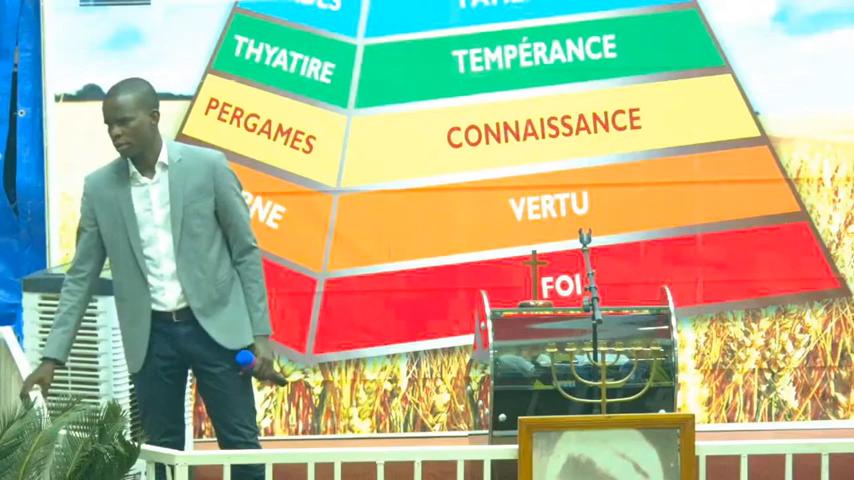 THYATIRE TEMPÉRANCE
PERGAMES CONNAISSANCE
VERTU
FOI